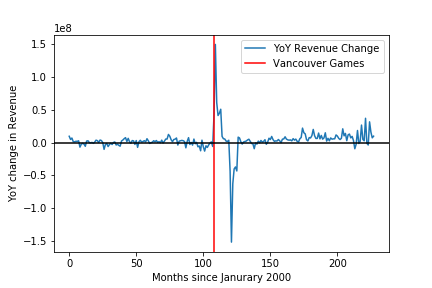 1e8
YoY Revenue Change
Vancouver Games
1.5
1.0
0.5
0.0
−0.5
−1.0
−1.5
YoY change in Revenue
0
50
100
150
200
Months since Janurary 2000